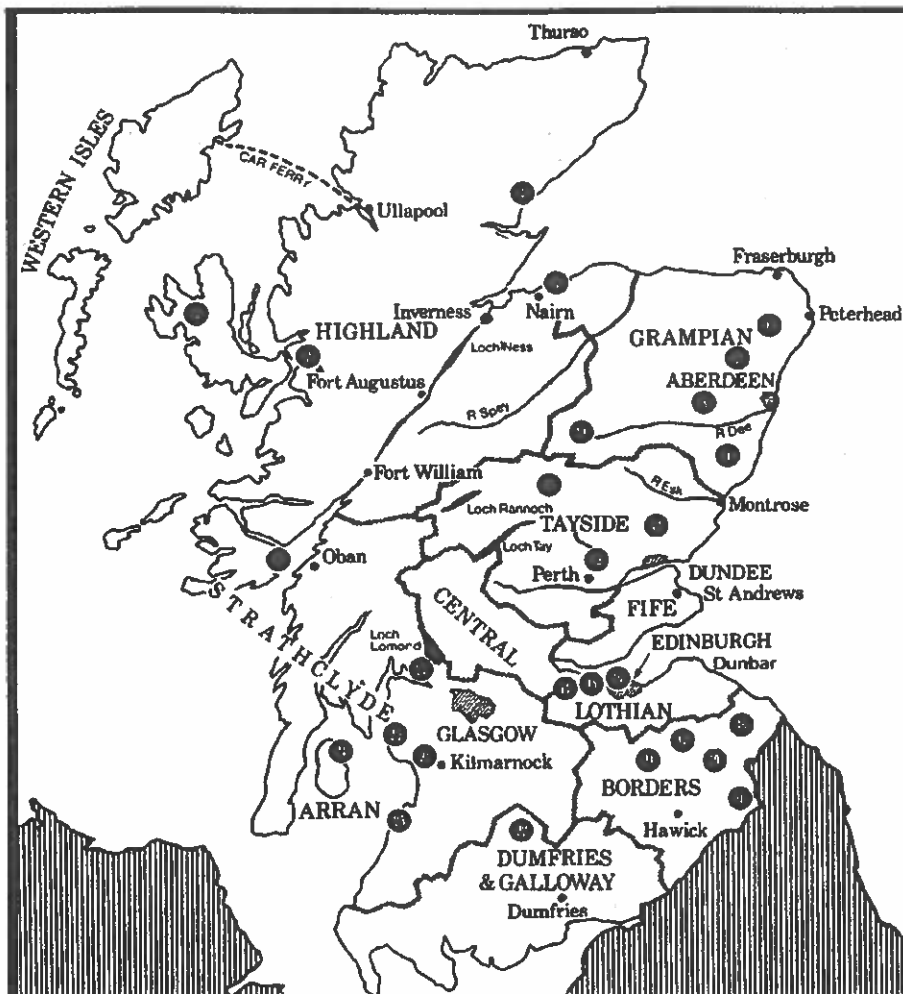 Thurso
WESTERN ISLES
CAR FERRY
Ullapool
Fraserburgh
Inverness
Nairn
Peterhead
HIGHLAND
GRAMPIAN
Loch Ness
Fort Augustus
ABERDEEN
R Spey
R Dee
Fort William
R Esk
Montrose
Loch Rannoch
TAYSIDE
Loch Tay
Oban
Perth
DUNDEE
St Andrews
FIFE
STRATHCLYDE
CENTRAL
EDINBURGH
Loch
Lomond
Dunbar
LOTHIAN
GLASGOW
Kilmarnock
BORDERS
ARRAN
Hawick
DUMFRIES
& GALLOWAY
Dumfries